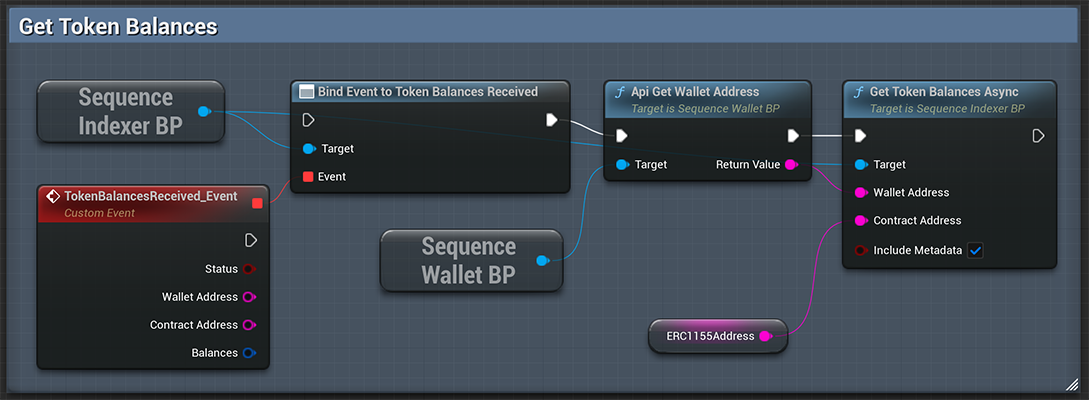 Get Token Balances
Sequence
Indexer BP
Bind Event to Token Balances Received
Target
Event
Api Get Wallet Address
Target is Sequence Wallet BP
Target
Return Value
Get Token Balances Async
Target is Sequence Indexer BP
Target
Wallet Address
Contract Address
Include Metadata
TokenBalancesReceived_Event
Custom Event
Status
Wallet Address
Contract Address
Balances
Sequence
Wallet BP
ERC1155Address